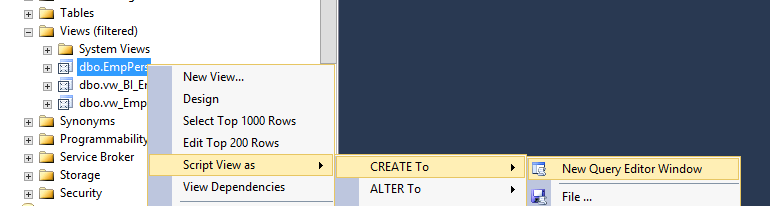 Tables
Views (filtered)
System Views
dbo.EmpPers
dbo.vw_BI_En
dbo.vw_Emp
Synonyms
Programmability
Service Broker
Storage
Security
New View...
Design
Select Top 1000 Rows
Edit Top 200 Rows
Script View as
View Dependencies
CREATE To
ALTER To
New Query Editor Window
File ...